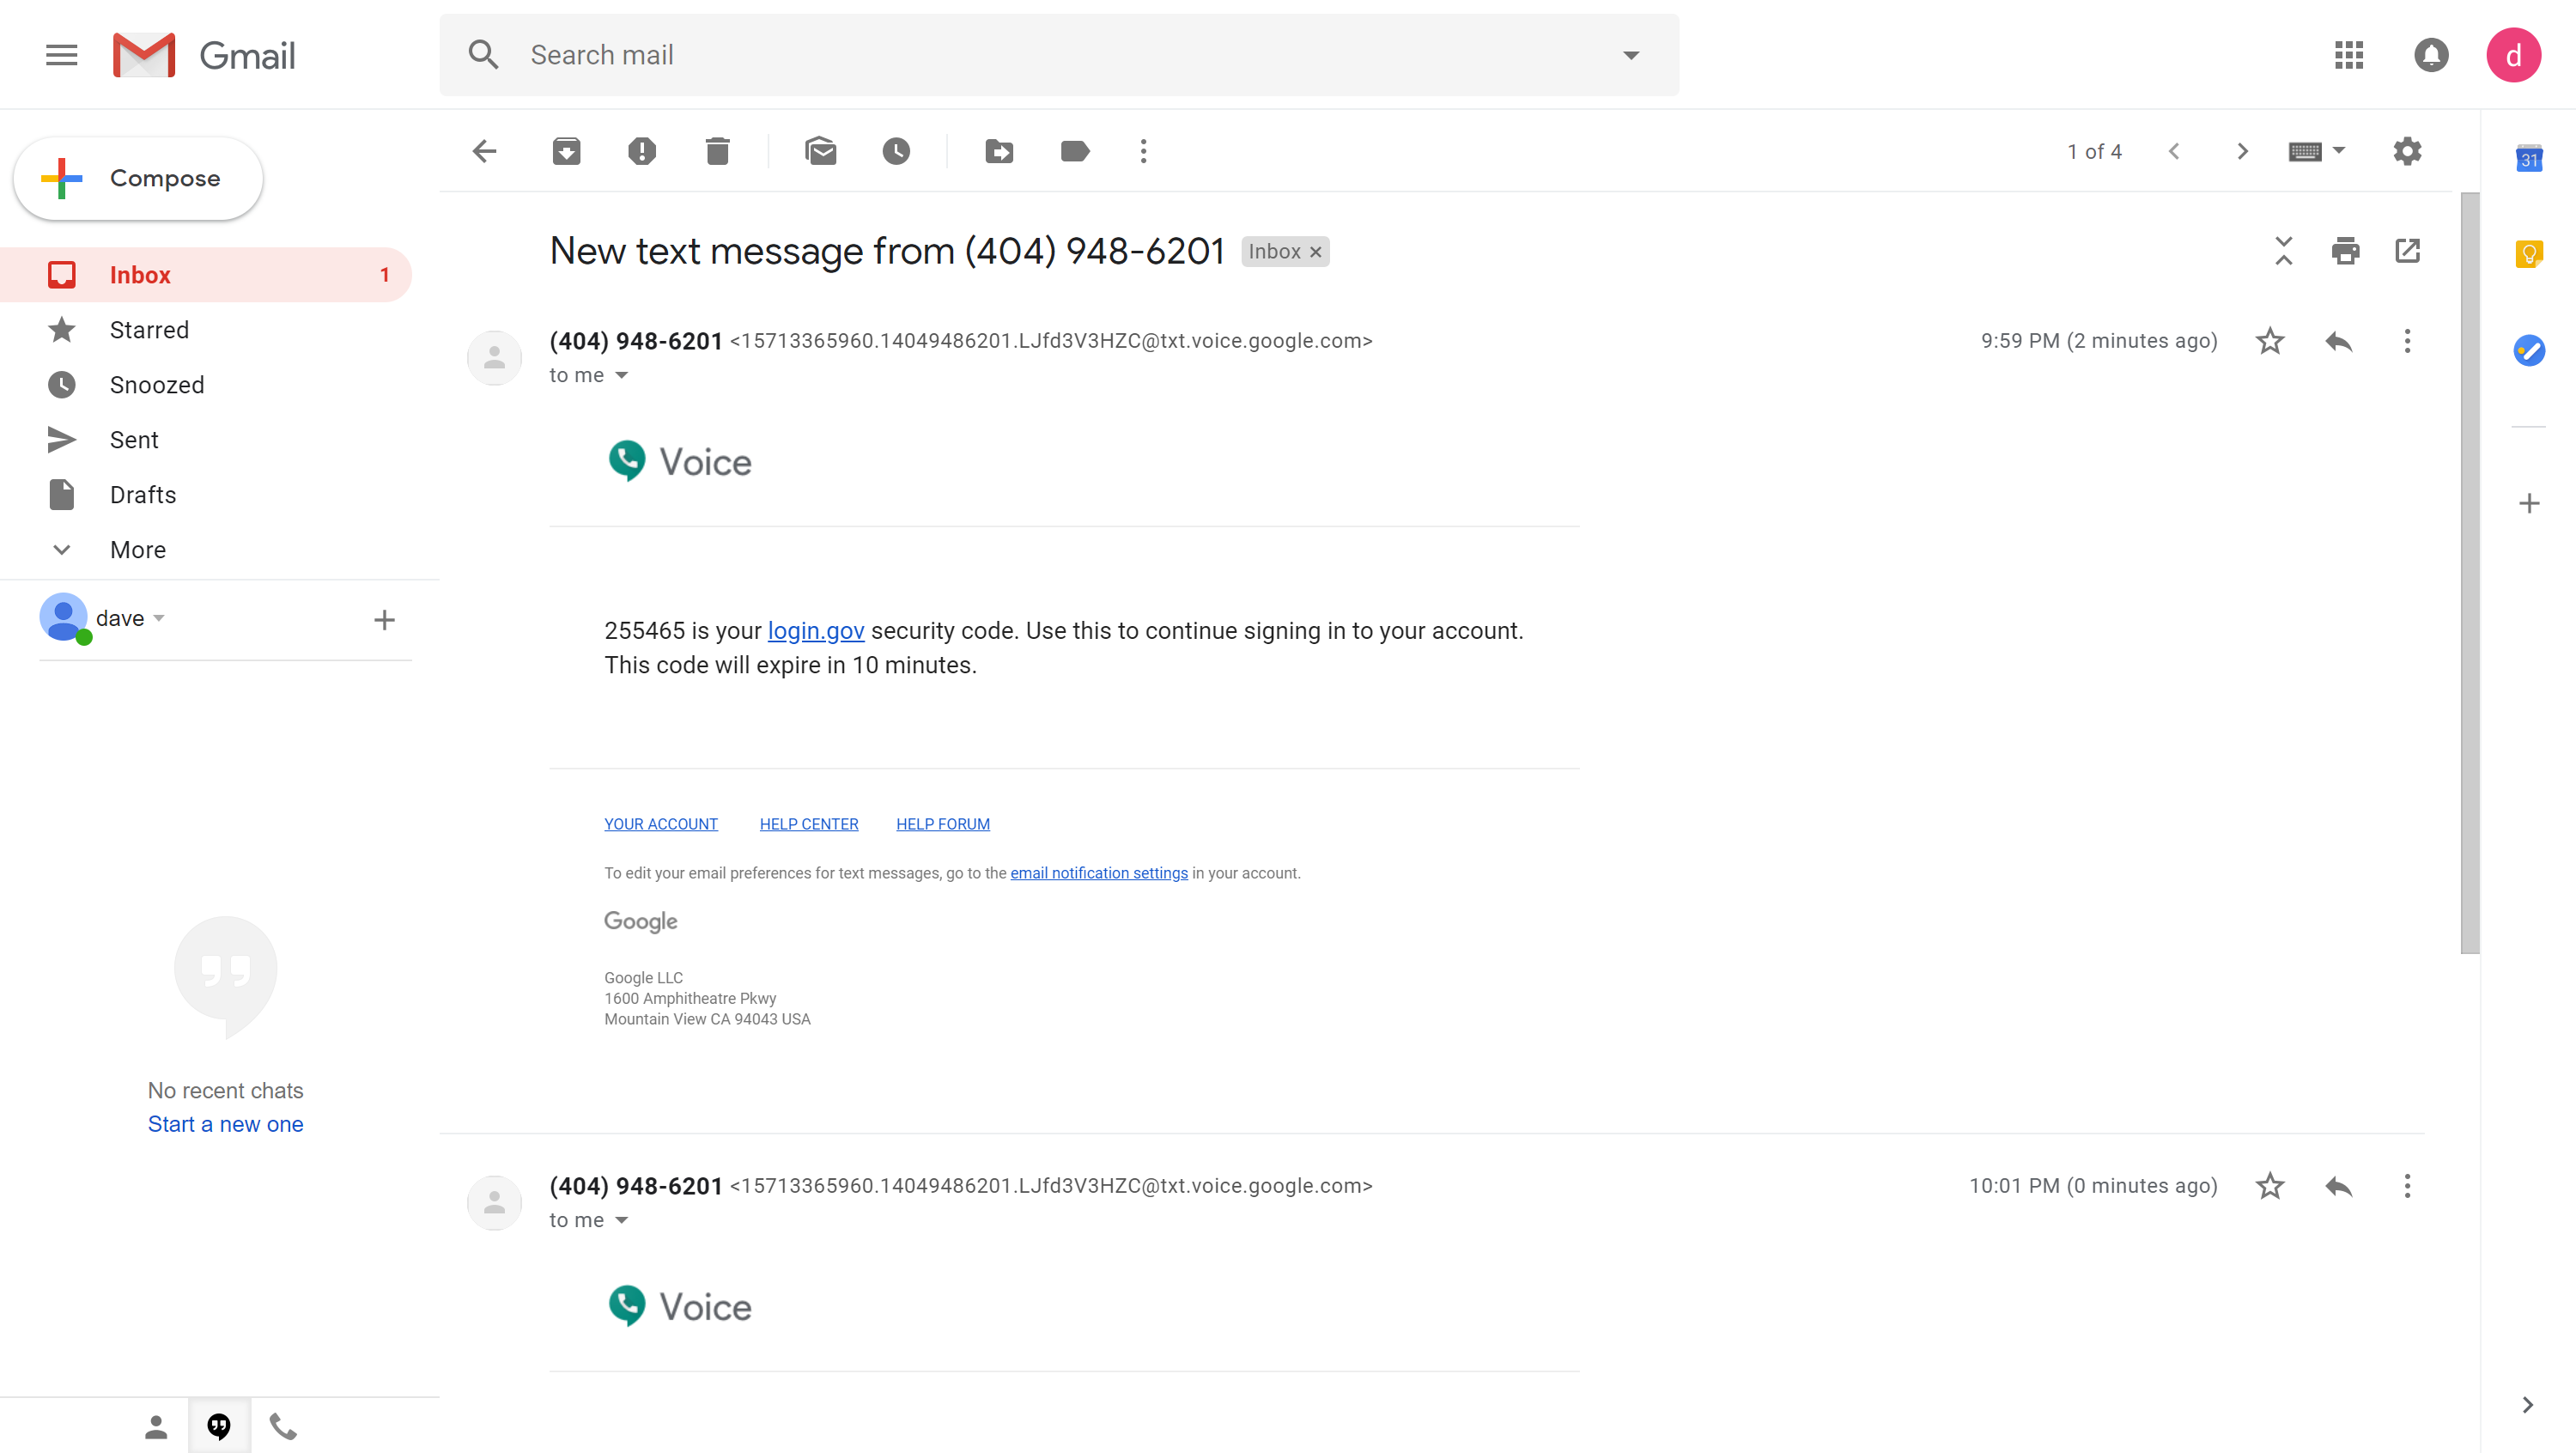 Gmail
Search mail
d
Compose
1 of 4
31
Inbox 1
Starred
Snoozed
Sent
Drafts
More
dave
No recent chats
Start a new one
New text message from (404) 948-6201 Inbox ×
(404) 948-6201 <15713365960.14049486201.LJfd3V3HZC@txt.voice.google.com> 9:59 PM (2 minutes ago)
to me
Voice
255465 is your login.gov security code. Use this to continue signing in to your account.
This code will expire in 10 minutes.
YOUR ACCOUNT HELP CENTER HELP FORUM
To edit your email preferences for text messages, go to the email notification settings in your account.
Google
Google LLC
1600 Amphitheatre Pkwy
Mountain View CA 94043 USA
(404) 948-6201 <15713365960.14049486201.LJfd3V3HZC@txt.voice.google.com> 10:01 PM (0 minutes ago)
to me
Voice